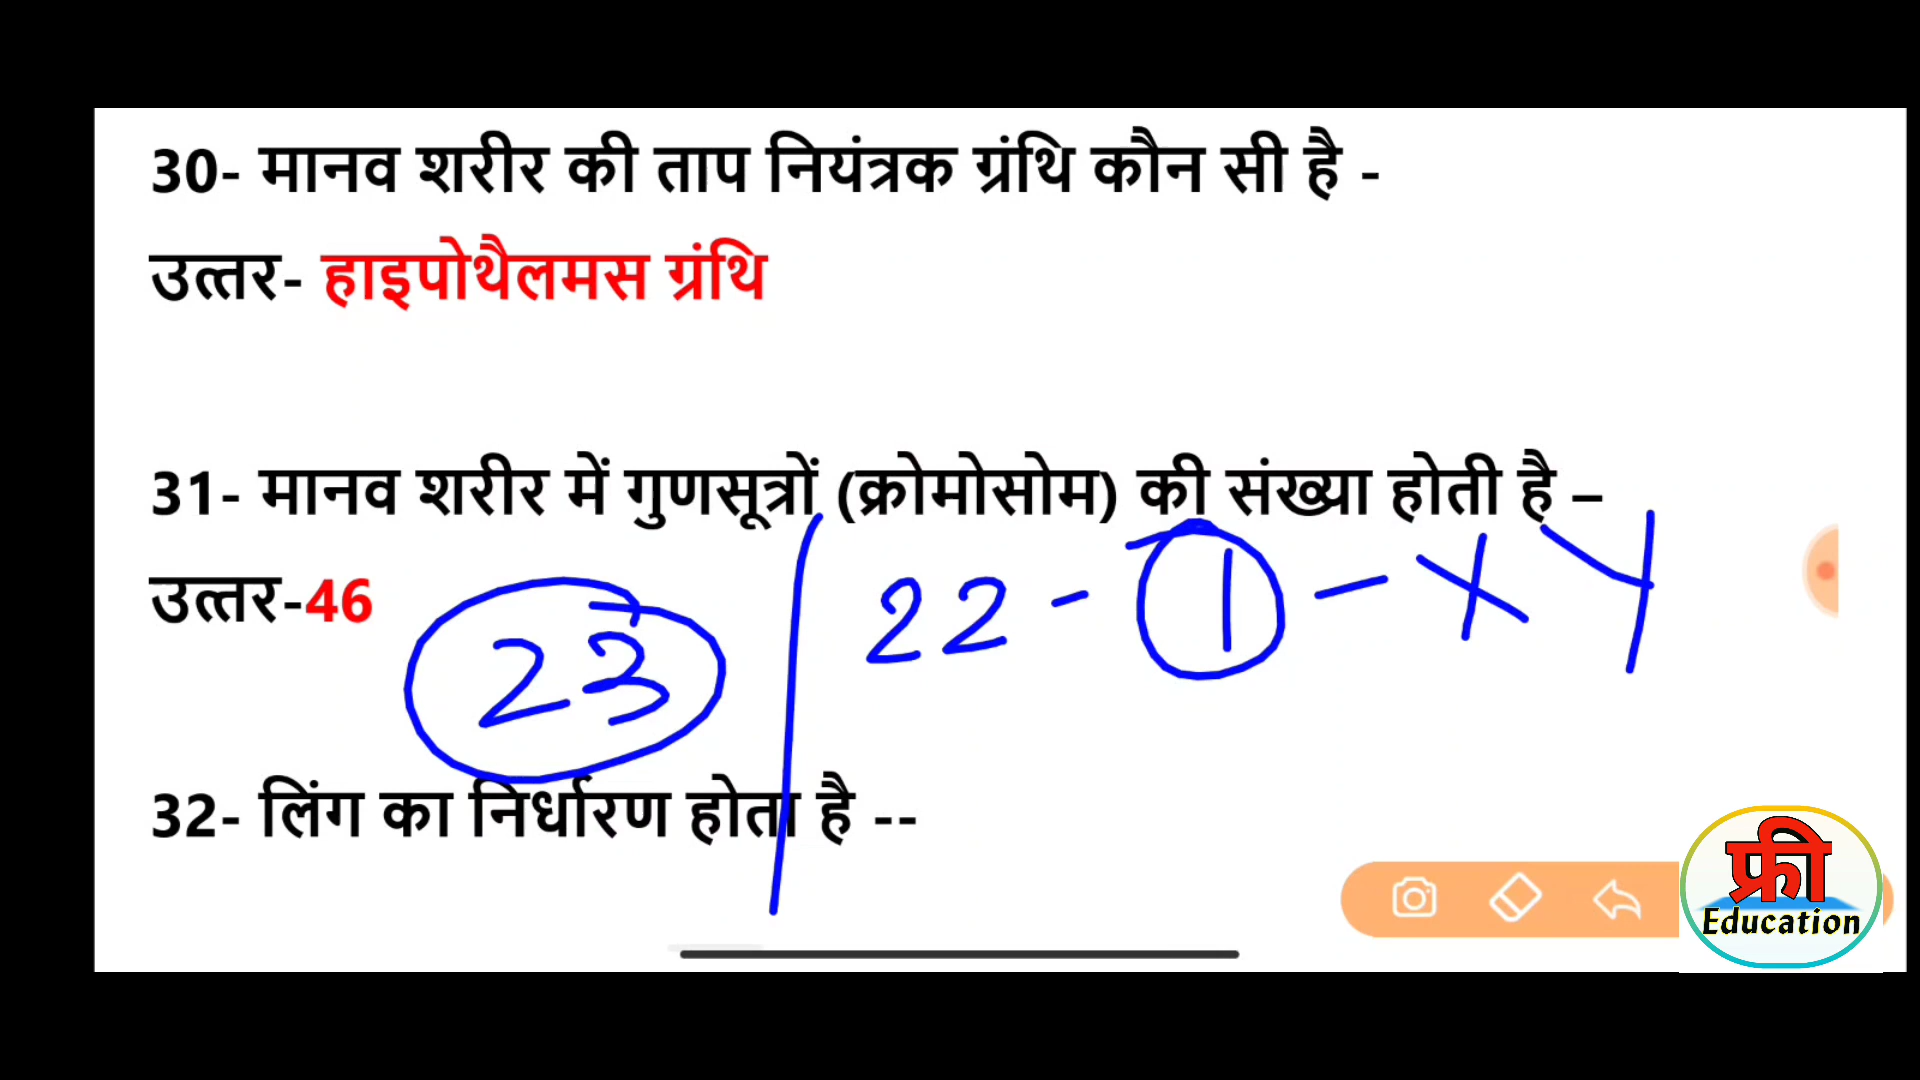 30- मानव शरीर की ताप नियंत्रक ग्रंथि कौन सी है -
उत्तर- हाइपोथैलमस ग्रंथि
31- मानव शरीर में गुणसूत्रों (क्रोमोसोम) की संख्या होती है –
उत्तर-46
23
22 - 1 - XY
32- लिंग का निर्धारण होता है --
फ्री
Education